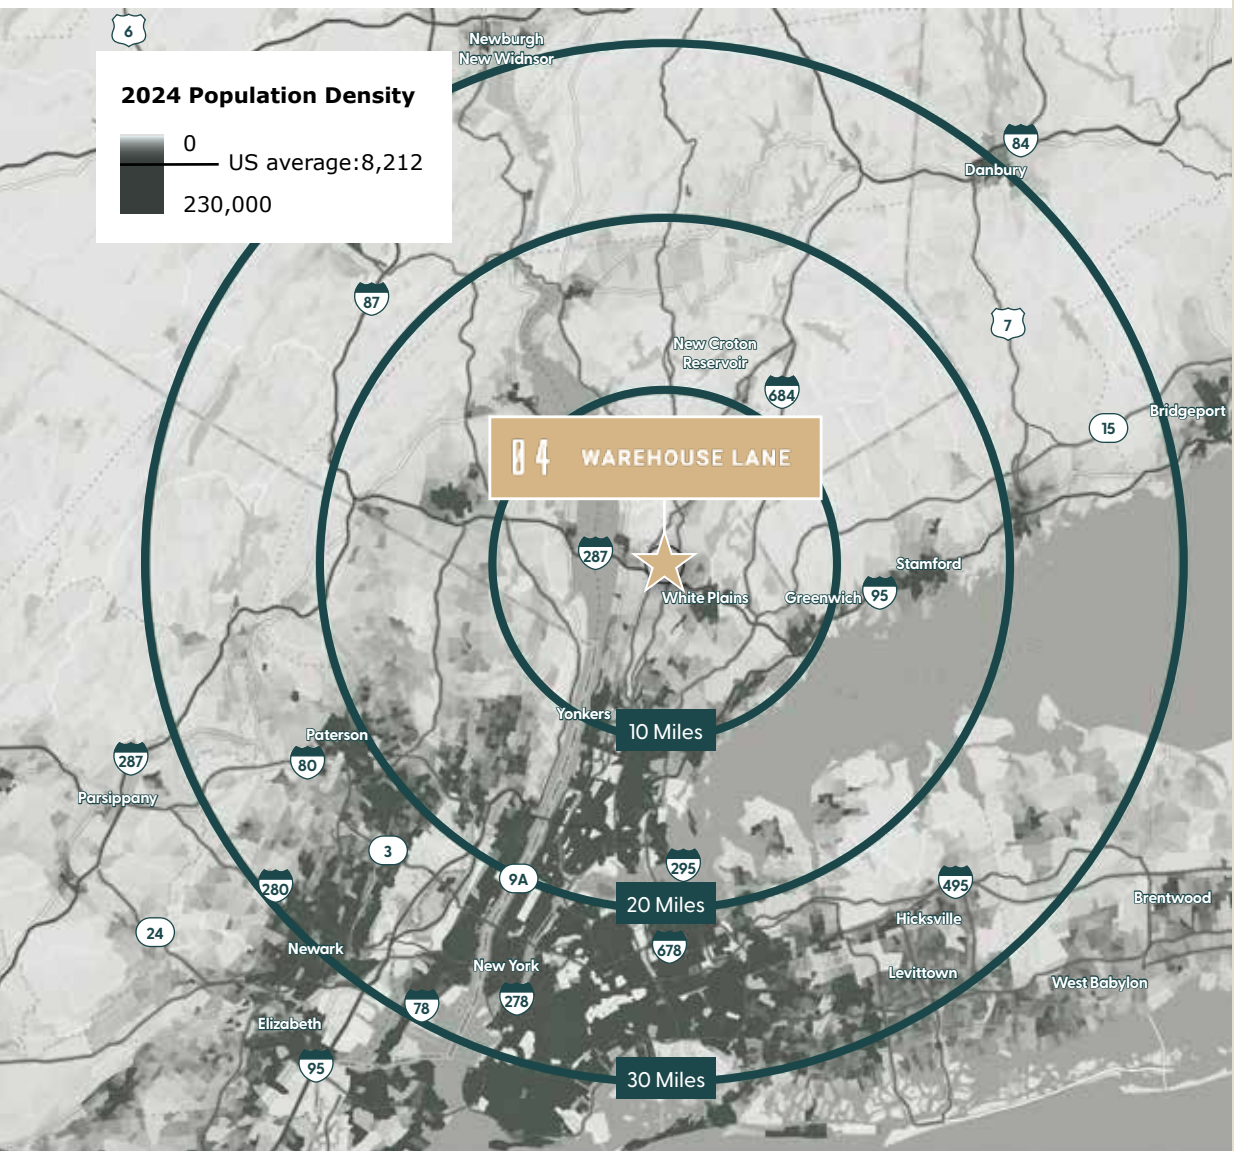 6
Newburgh
New Widnsor
2024 Population Density
0
US average:8,212
230,000
84
Danbury
87
7
New Croton
Reservoir
684
15
Bridgeport
04 WAREHOUSE LANE
287
White Plains
Greenwich
95
Stamford
Yonkers
10 Miles
Paterson
80
287
Parsippany
3
9A
295
280
20 Miles
495
Brentwood
Hicksville
24
Newark
678
New York
278
Levittown
West Babylon
78
Elizabeth
95
30 Miles